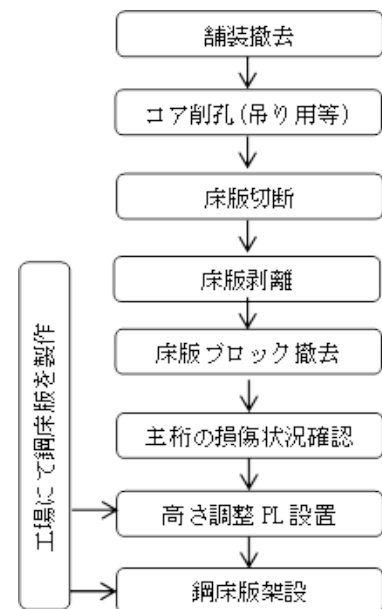 舗装撤去
コア削孔(吊り用等)
床版切断
床版剥離
床版ブロック撤去
主桁の損傷状況確認
高さ調整 PL 設置
鋼床版架設
工場にて鋼床版を製作